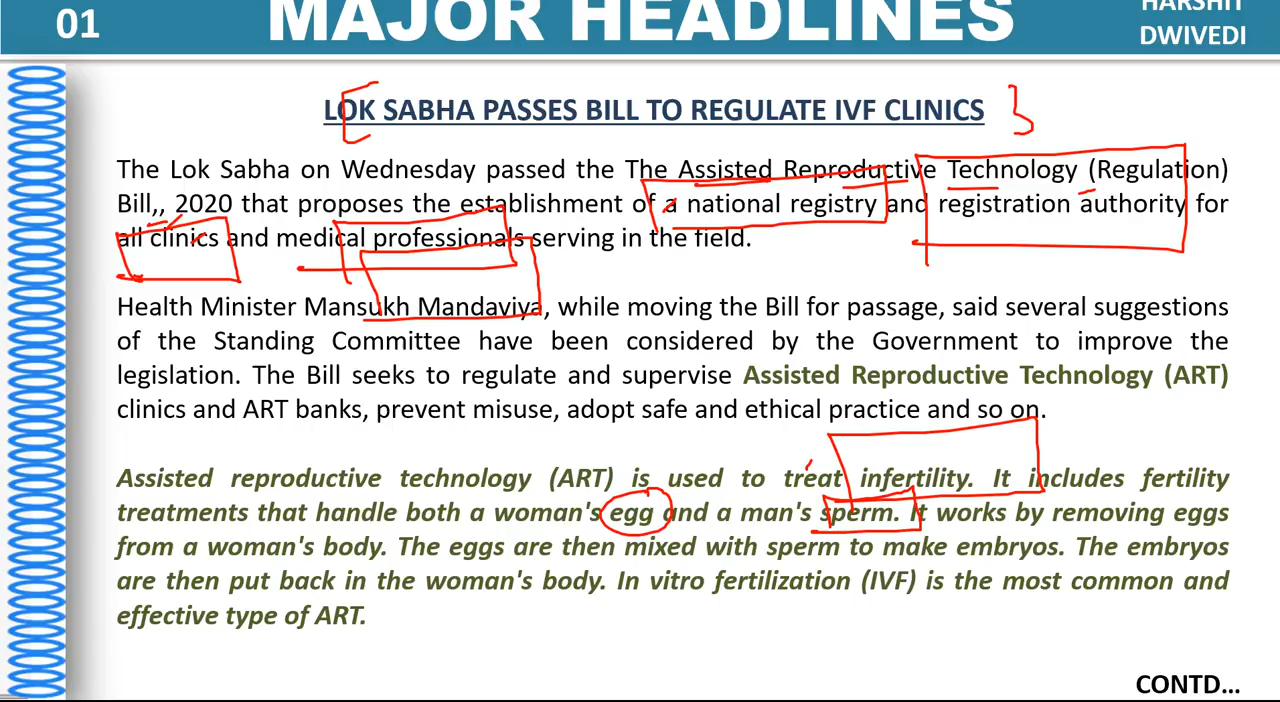 01
MAJOR HEADLINES
HARSHIT
DWIVEDI
LOK SABHA PASSES BILL TO REGULATE IVF CLINICS
The Lok Sabha on Wednesday passed the The Assisted Reproductive Technology (Regulation)
Bill,, 2020 that proposes the establishment of a national registry and registration authority for
all clinics and medical professionals serving in the field.
Health Minister Mansukh Mandaviya, while moving the Bill for passage, said several suggestions
of the Standing Committee have been considered by the Government to improve the
legislation. The Bill seeks to regulate and supervise Assisted Reproductive Technology (ART)
clinics and ART banks, prevent misuse, adopt safe and ethical practice and so on.
Assisted reproductive technology (ART) is used to treat infertility. It includes fertility
treatments that handle both a woman's egg and a man's sperm. It works by removing eggs
from a woman's body. The eggs are then mixed with sperm to make embryos. The embryos
are then put back in the woman's body. In vitro fertilization (IVF) is the most common and
effective type of ART.
CONTD...